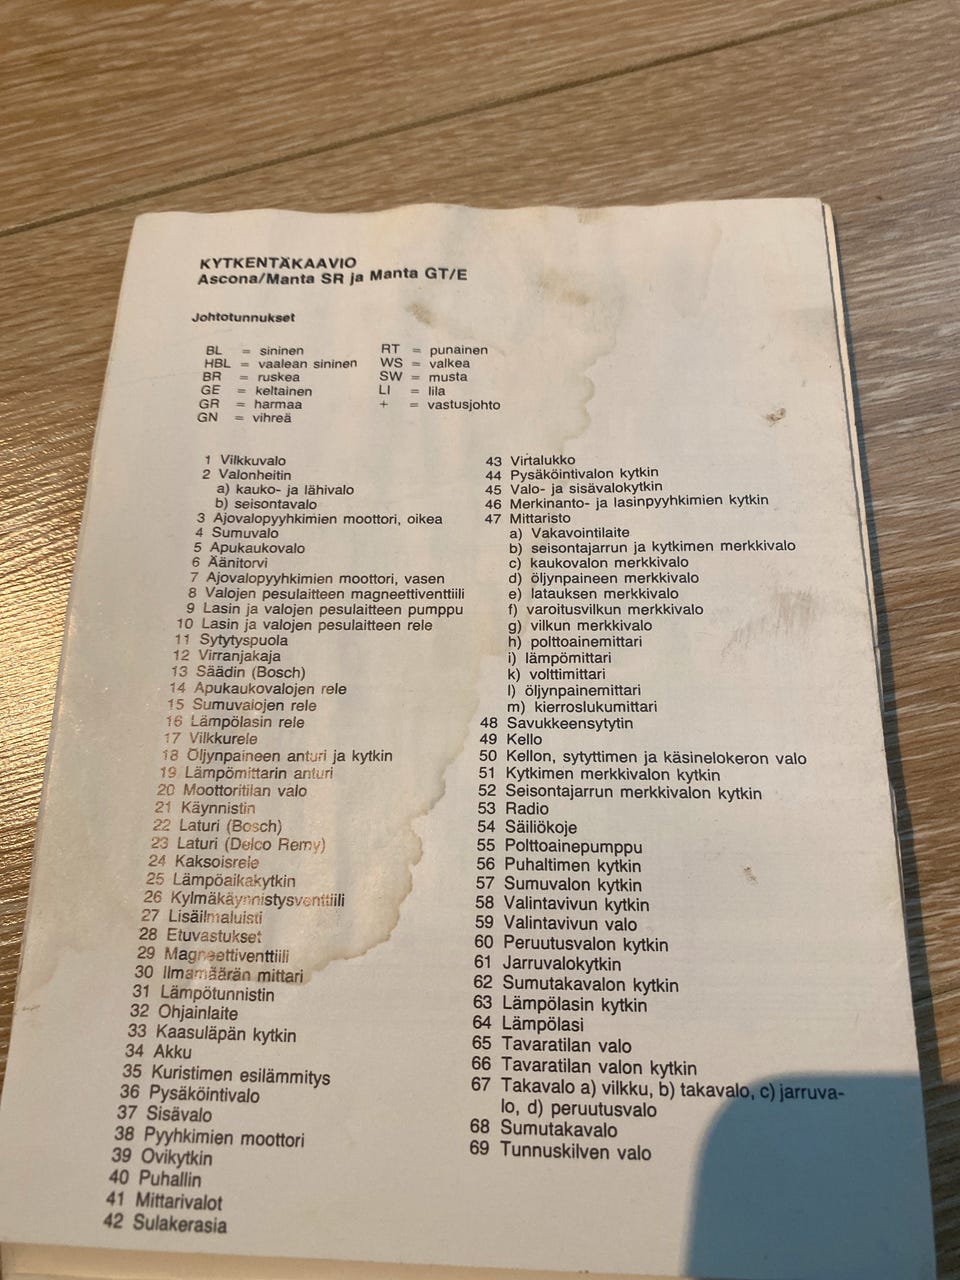 KYTKENTÄKAAVIO
Ascona/Manta SR ja Manta GT/E
Johtotunnukset
BL = sininen
HBL = vaalean sininen
BR = ruskea
GE = keltainen
GR = harmaa
GN = vihreä
RT = punainen
WS = valkea
SW = musta
LI = lila
+ = vastusjohto
1 Vilkkuvalo
2 Valonheitin
a) kauko- ja lähivalo
b) seisontavalo
3 Ajovalopyyhkimien moottori, oikea
4 Sumuvalo
5 Apukaukovalo
6 Äänitorvi
7 Ajovalopyyhkimien moottori, vasen
8 Valojen pesulaitteen magneettiventtiili
9 Lasin ja valojen pesulaitteen pumppu
10 Lasin ja valojen pesulaitteen rele
11 Sytytyspuola
12 Virranjakaja
13 Säädin (Bosch)
14 Apukaukovalojen rele
15 Sumuvalojen rele
16 Lämpölasin rele
17 Vilkkurele
18 Öljynpaineen anturi ja kytkin
19 Lämpömittarin anturi
20 Moottoritilan valo
21 Käynnistin
22 Laturi (Bosch)
23 Laturi (Delco Remy)
24 Kaksoisrele
25 Lämpöaikakytkin
26 Kylmäkäynnistysventtiili
27 Lisäilmaluisti
28 Etuvastukset
29 Magneettiventtiili
30 Ilmamäärän mittari
31 Lämpötunnistin
32 Ohjainlaite
33 Kaasuläpän kytkin
34 Akku
35 Kuristimen esilämmitys
36 Pysäköintivalo
37 Sisävalo
38 Pyyhkimien moottori
39 Ovikytkin
40 Puhallin
41 Mittarivalot
42 Sulakerasia
43 Virtalukko
44 Pysäköintivalon kytkin
45 Valo- ja sisävalokytkin
46 Merkinanto- ja lasinpyyhkimien kytkin
47 Mittaristo
a) Vakavointilaite
b) seisontajarrun ja kytkimen merkkivalo
c) kaukovalon merkkivalo
d) öljynpaineen merkkivalo
e) latauksen merkkivalo
f) varoitusvilkun merkkivalo
g) vilkun merkkivalo
h) polttoainemittari
i) lämpömittari
k) volttimittari
l) öljynpainemittari
m) kierroslukumittari
48 Savukkeensytytin
49 Kello
50 Kellon, sytyttimen ja käsinelokeron valo
51 Kytkimen merkkivalon kytkin
52 Seisontajarrun merkkivalon kytkin
53 Radio
54 Säiliökoje
55 Polttoainepumppu
56 Puhaltimen kytkin
57 Sumuvalon kytkin
58 Valintavivun kytkin
59 Valintavivun valo
60 Peruutusvalon kytkin
61 Jarruvalokytkin
62 Sumutakavalon kytkin
63 Lämpölasin kytkin
64 Lämpölasi
65 Tavaratilan valo
66 Tavaratilan valon kytkin
67 Takavalo a) vilkku, b) takavalo, c) jarruva-
lo, d) peruutusvalo
68 Sumutakavalo
69 Tunnuskilven valo